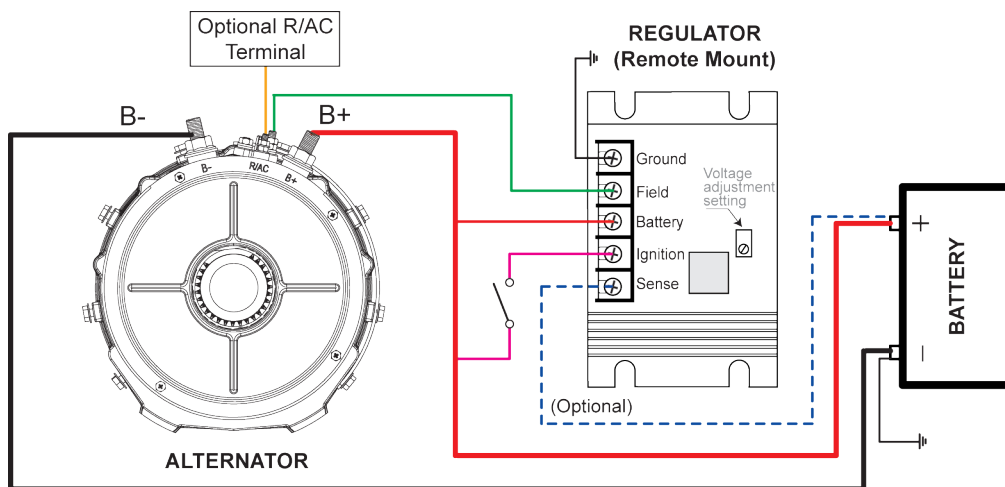 Optional R/AC
Terminal
REGULATOR
(Remote Mount)
B-
B+
B-
R/AC
B+
Ground
Field
Battery
Ignition
Sense
Voltage
adjustment
setting
+
BATTERY
–
(Optional)
ALTERNATOR